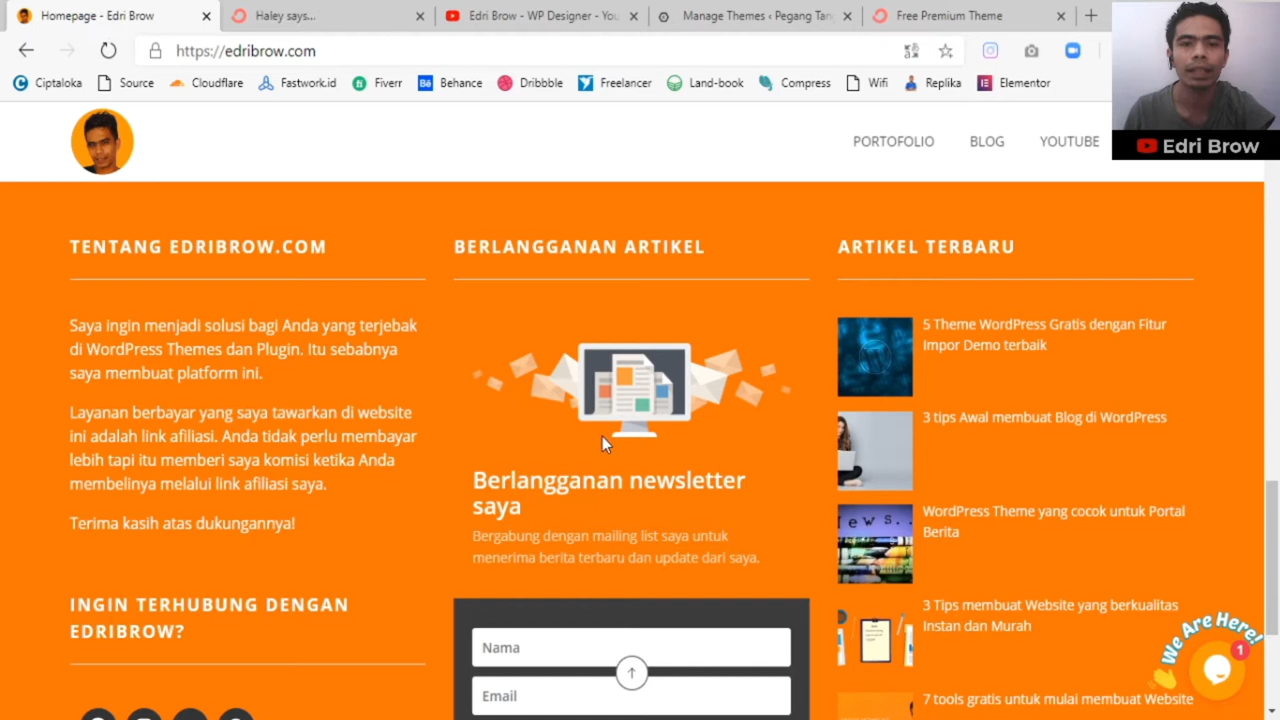 Homepage - Edri Brow
Haley says...
Edri Brow - WP Designer - You
Manage Themes ‹ Pegang Tan
Free Premium Theme
https://edribrow.com
Ciptaloka
Source
Cloudflare
Fastwork.id
Fiverr
Behance
Dribbble
Freelancer
Land-book
Compress
Wifi
Replika
Elementor
Edri Brow
PORTOFOLIO
BLOG
YOUTUBE
TENTANG EDRIBROW.COM
Saya ingin menjadi solusi bagi Anda yang terjebak
di WordPress Themes dan Plugin. Itu sebabnya
saya membuat platform ini.
Layanan berbayar yang saya tawarkan di website
ini adalah link afiliasi. Anda tidak perlu membayar
lebih tapi itu memberi saya komisi ketika Anda
membelinya melalui link afiliasi saya.
Terima kasih atas dukungannya!
INGIN TERHUBUNG DENGAN
EDRIBROW?
BERLANGGANAN ARTIKEL
Berlangganan newsletter
saya
Bergabung dengan mailing list saya untuk
menerima berita terbaru dan update dari saya.
Nama
Email
ARTIKEL TERBARU
5 Theme WordPress Gratis dengan Fitur
Impor Demo terbaik
3 tips Awal membuat Blog di WordPress
WordPress Theme yang cocok untuk Portal
Berita
3 Tips membuat Website yang berkualitas
Instan dan Murah
7 tools gratis untuk mulai membuat Website
We Are Here!
1